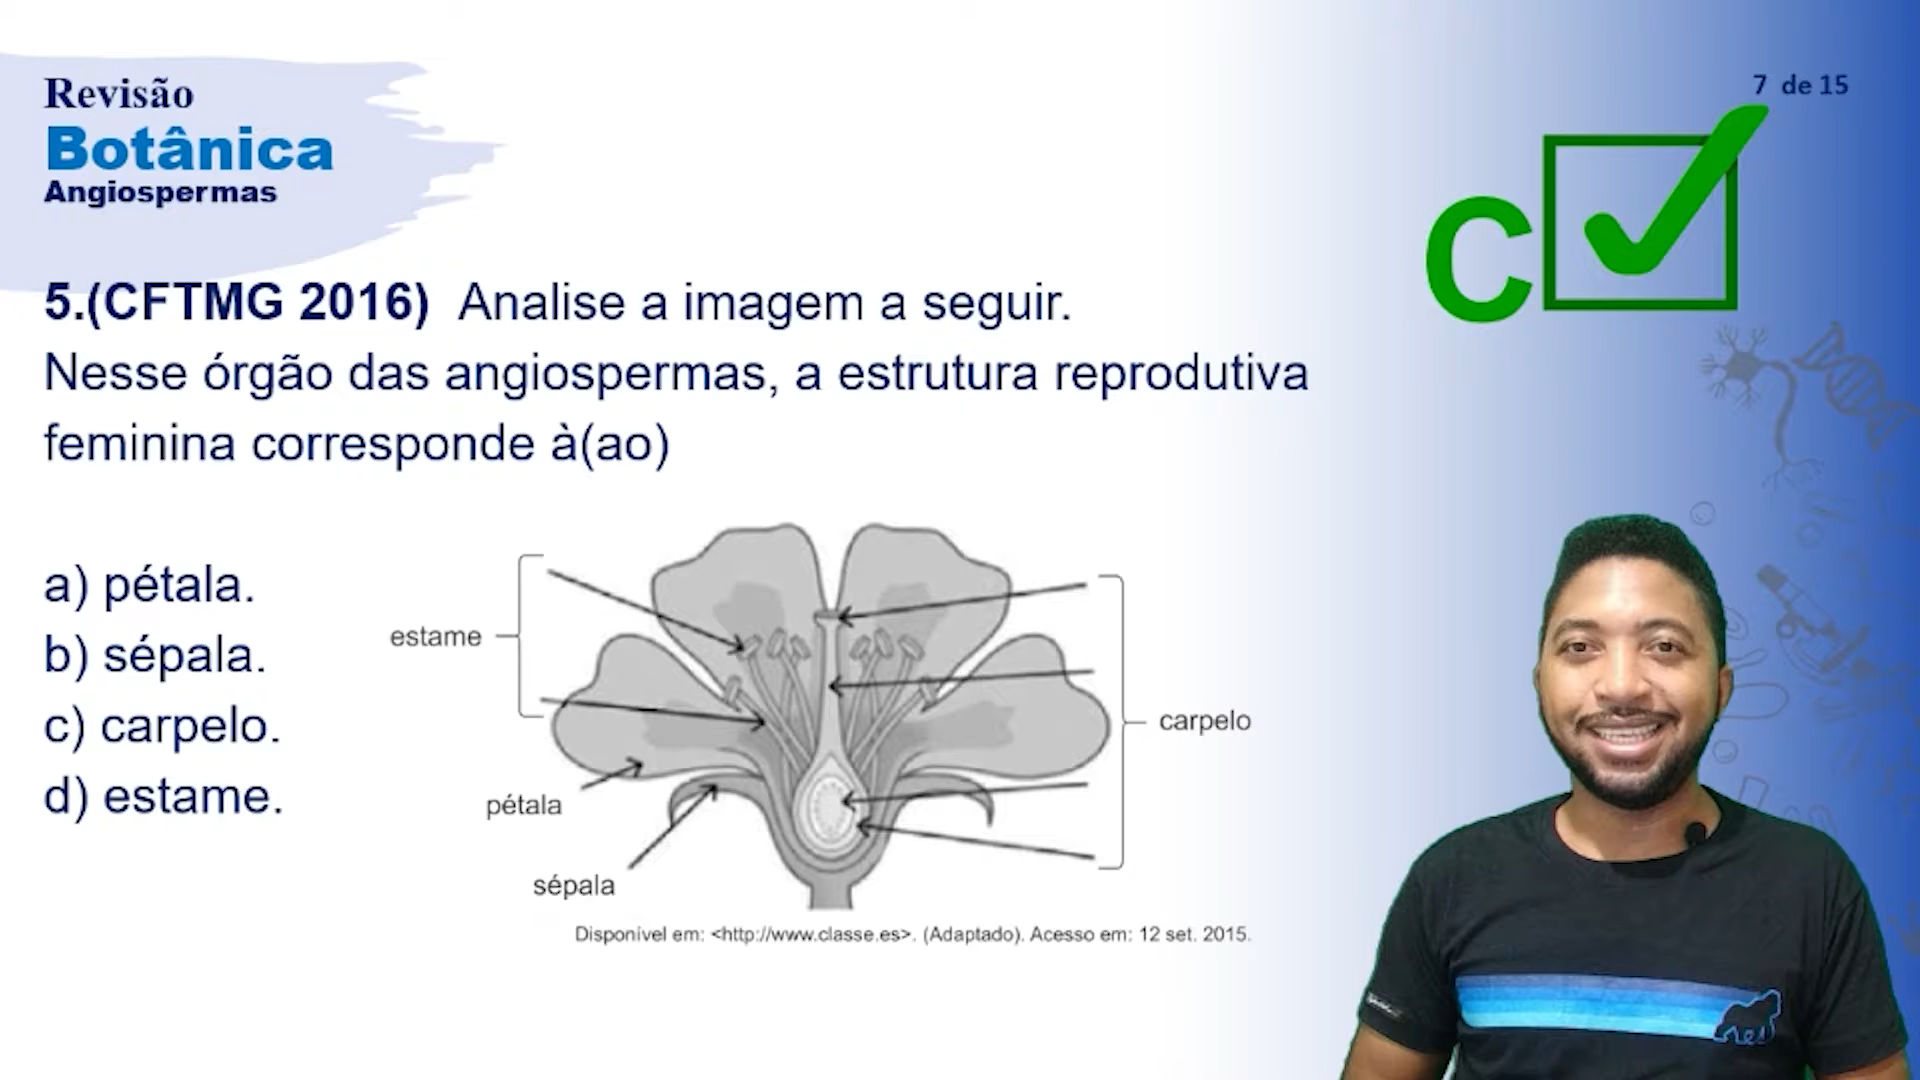 Revisão
Botânica
Angiospermas
7 de 15
C
5.(CFTMG 2016) Analise a imagem a seguir.
Nesse órgão das angiospermas, a estrutura reprodutiva
feminina corresponde à(ao)
a) pétala.
b) sépala.
c) carpelo.
d) estame.
estame
carpelo
pétala
sépala
Disponível em: <http://www.classe.es>. (Adaptado). Acesso em: 12 set. 2015.